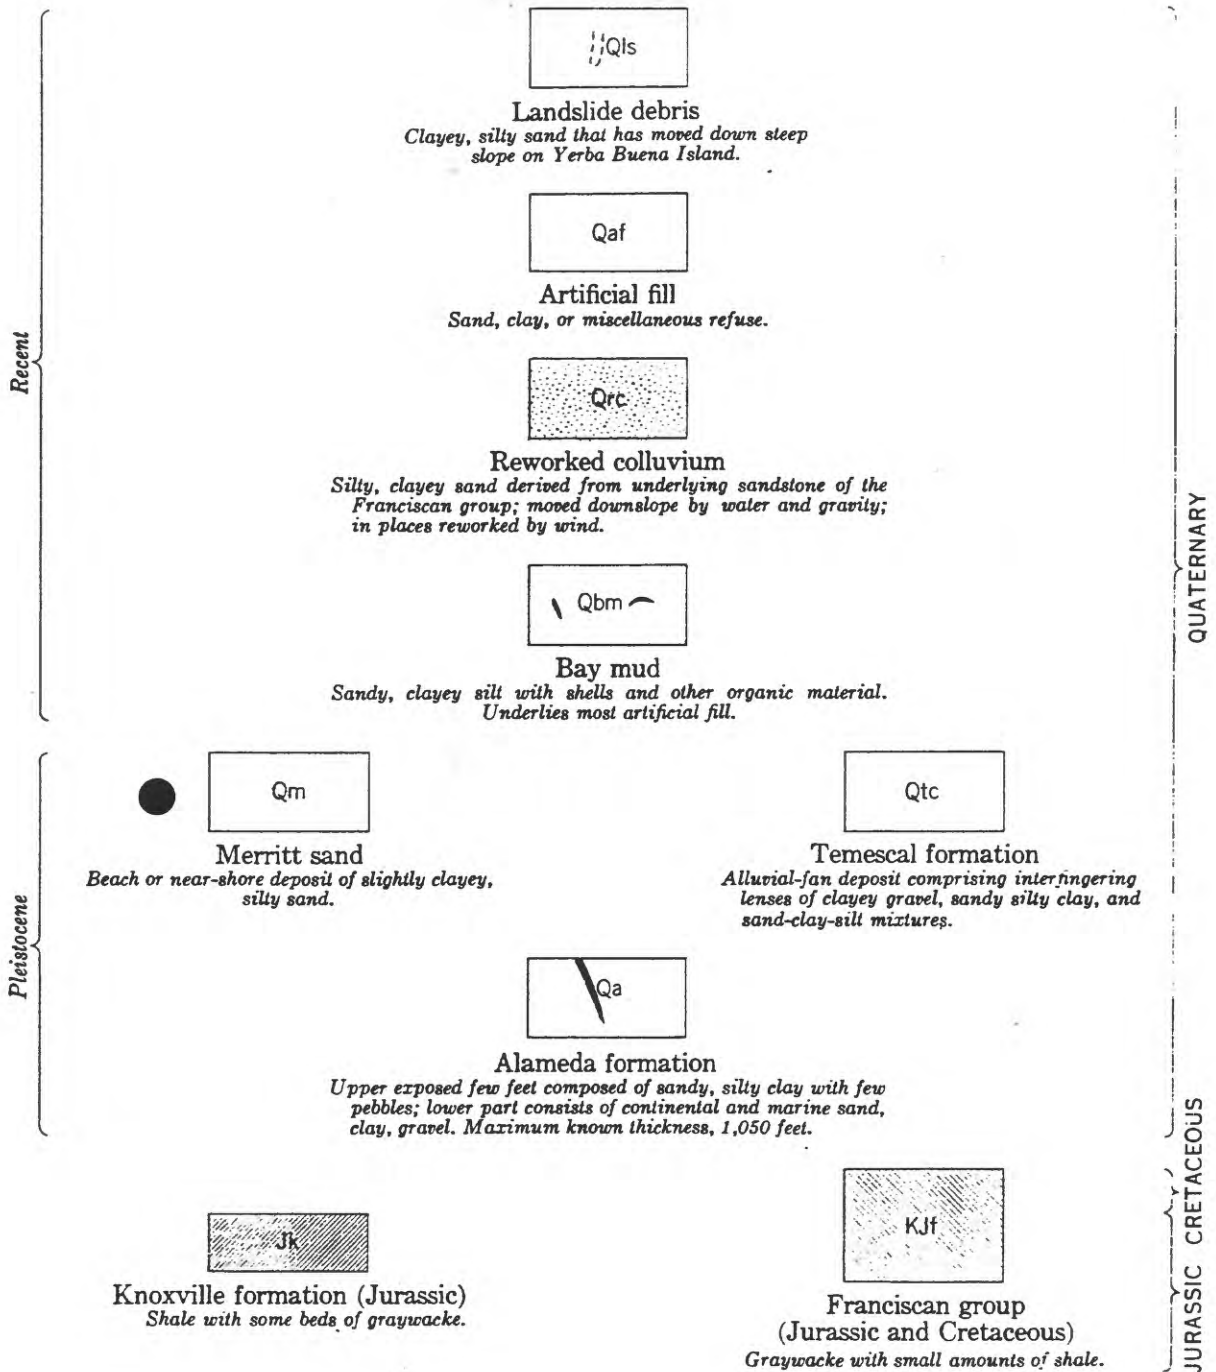 Qls
Landslide debris
Clayey, silty sand that has moved down steep
slope on Yerba Buena Island.
Qaf
Artificial fill
Sand, clay, or miscellaneous refuse.
Recent
Qrc
Reworked colluvium
Silty, clayey sand derived from underlying sandstone of the
Franciscan group; moved downslope by water and gravity;
in places reworked by wind.
QUATERNARY
Qbm
Bay mud
Sandy, clayey silt with shells and other organic material.
Underlies most artificial fill.
Qm
Merritt sand
Beach or near-shore deposit of slightly clayey,
silty sand.
Qtc
Temescal formation
Alluvial-fan deposit comprising interfingering
lenses of clayey gravel, sandy silty clay, and
sand-clay-silt mixtures.
Pleistocene
Qa
Alameda formation
Upper exposed few feet composed of sandy, silty clay with few
pebbles; lower part consists of continental and marine sand,
clay, gravel. Maximum known thickness, 1,050 feet.
Jk
Knoxville formation (Jurassic)
Shale with some beds of graywacke.
KJf
Franciscan group
(Jurassic and Cretaceous)
Graywacke with small amounts of shale.
JURASSIC CRETACEOUS